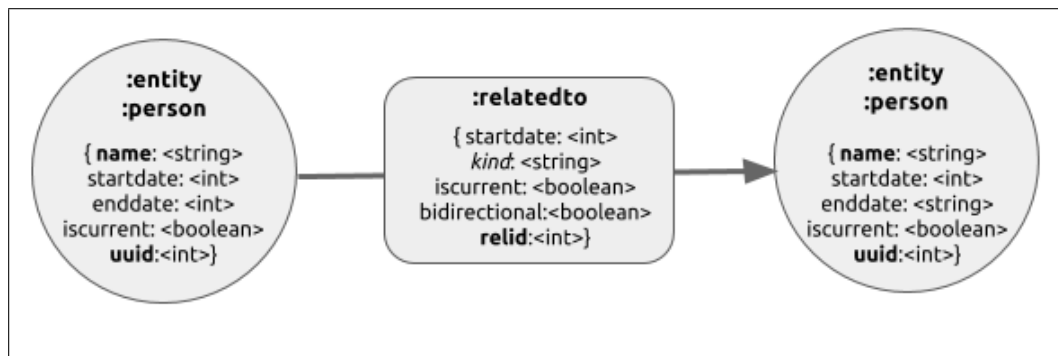 :entity
:person
{ name: <string>
startdate: <int>
enddate: <int>
iscurrent: <boolean>
uuid:<int>}
:relatedto
{ startdate: <int>
kind: <string>
iscurrent: <boolean>
bidirectional:<boolean>
relid:<int>}
:entity
:person
{ name: <string>
startdate: <int>
enddate: <string>
iscurrent: <boolean>
uuid:<int>}